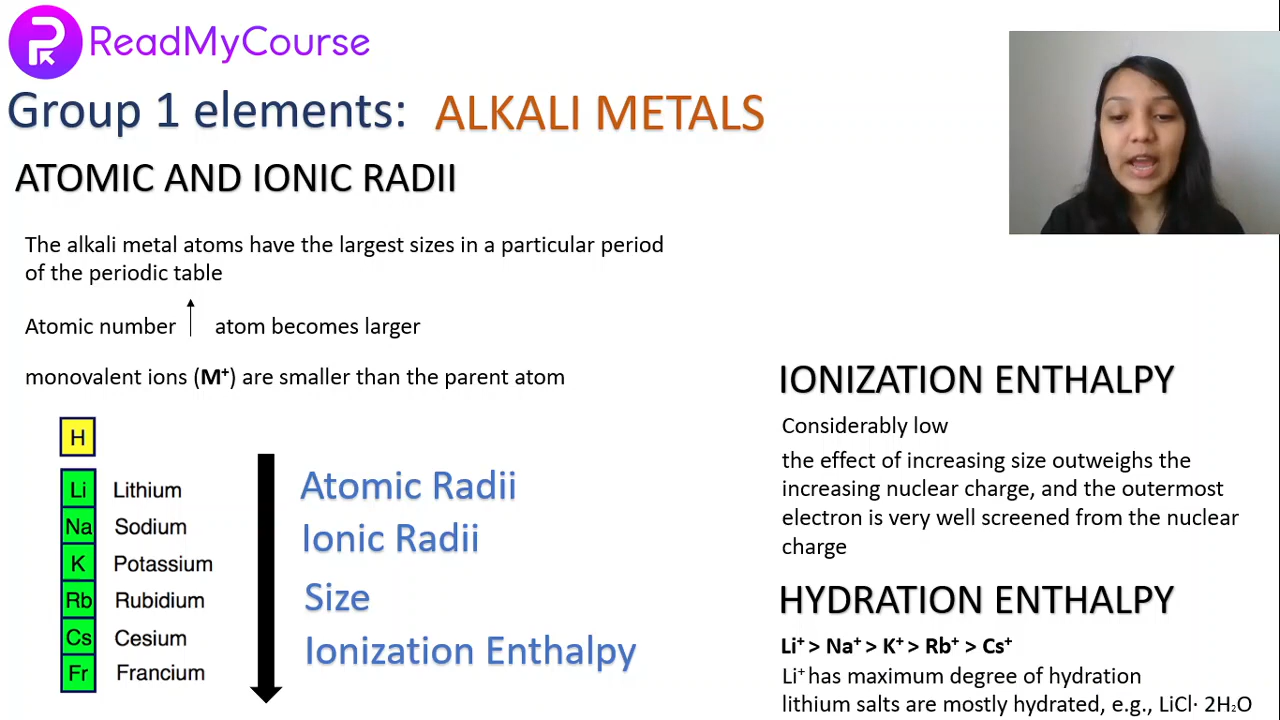 ReadMyCourse
Group 1 elements: ALKALI METALS
ATOMIC AND IONIC RADII
The alkali metal atoms have the largest sizes in a particular period
of the periodic table
Atomic number ↑ atom becomes larger
monovalent ions (M⁺) are smaller than the parent atom
H
Li Lithium
Na Sodium
K Potassium
Rb Rubidium
Cs Cesium
Fr Francium
Atomic Radii
Ionic Radii
Size
Ionization Enthalpy
IONIZATION ENTHALPY
Considerably low
the effect of increasing size outweighs the
increasing nuclear charge, and the outermost
electron is very well screened from the nuclear
charge
HYDRATION ENTHALPY
Li⁺ > Na⁺ > K⁺ > Rb⁺ > Cs⁺
Li⁺ has maximum degree of hydration
lithium salts are mostly hydrated, e.g., LiCl· 2H₂O